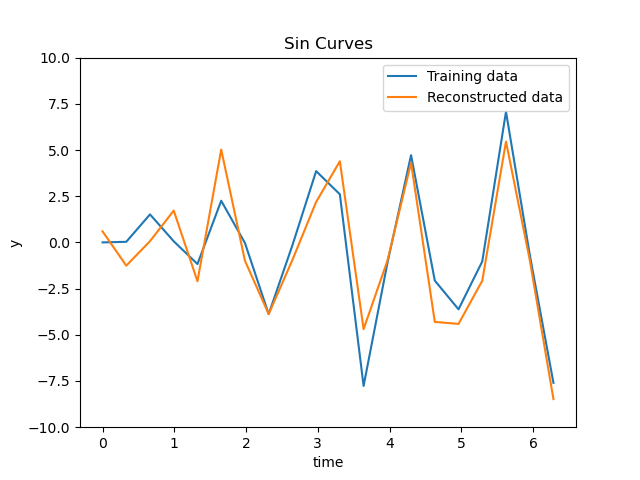 Sin Curves
Training data
Reconstructed data
10.0
7.5
5.0
2.5
0.0
−2.5
−5.0
−7.5
−10.0
y
0 1 2 3 4 5 6
time